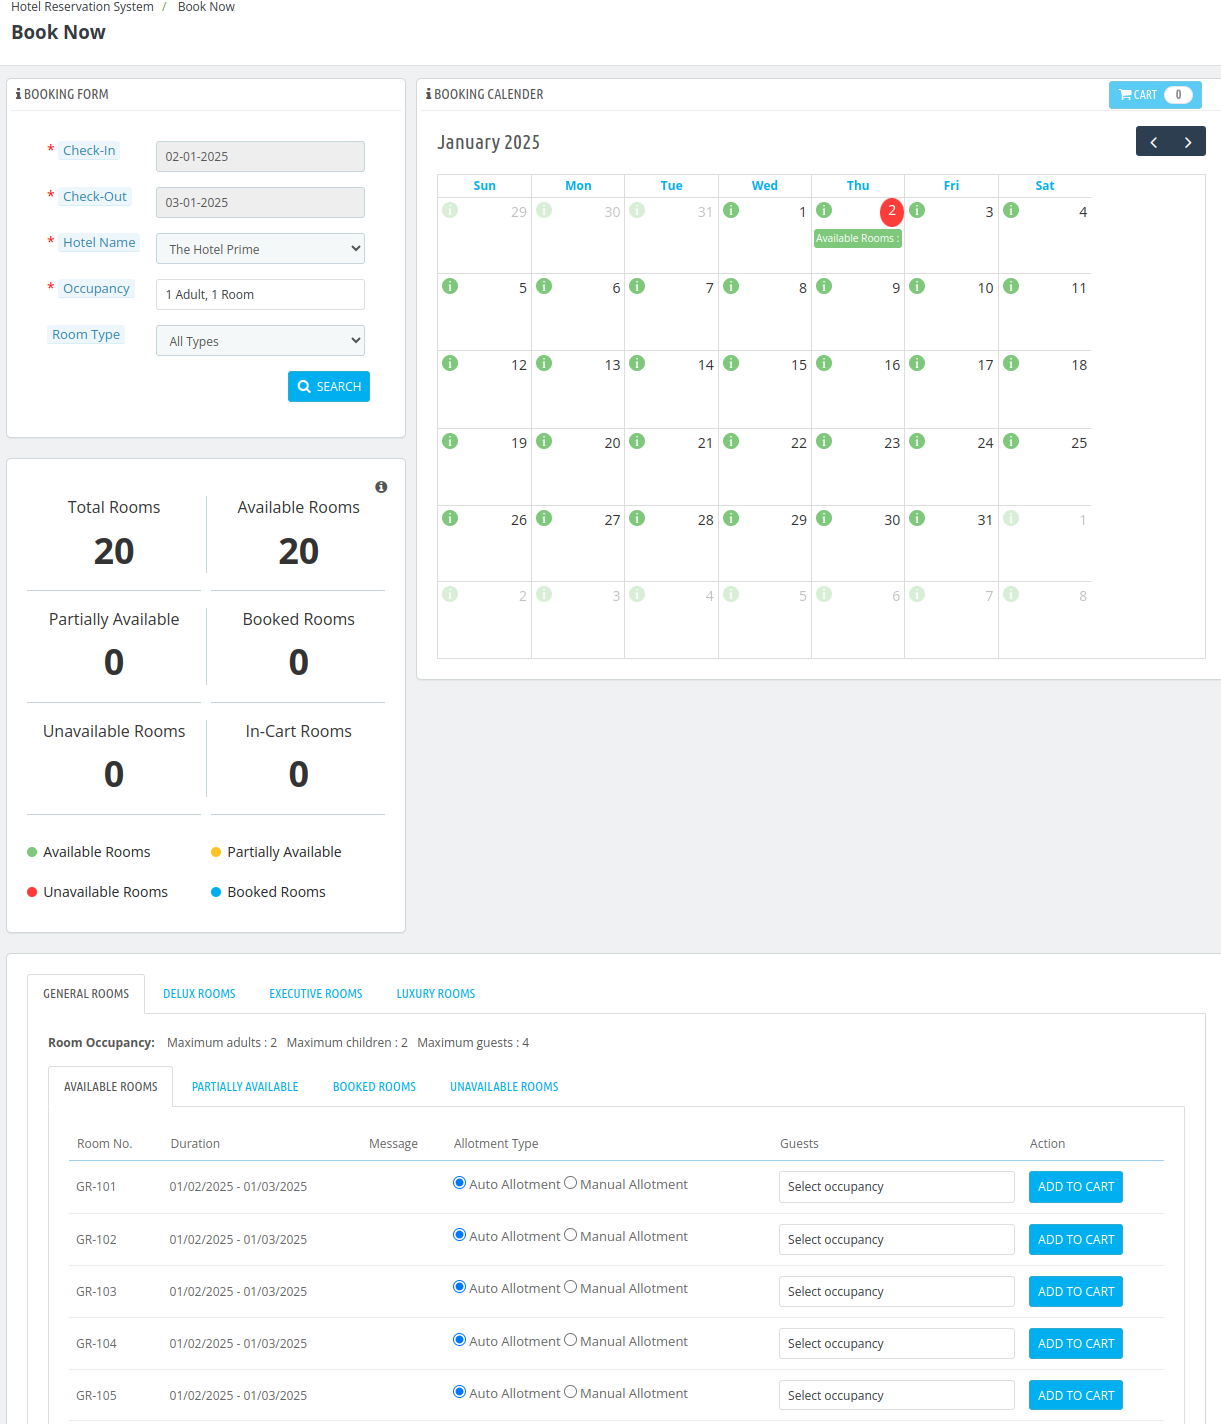 Hotel Reservation System / Book Now
Book Now
BOOKING FORM
* Check-In 02-01-2025
* Check-Out 03-01-2025
* Hotel Name The Hotel Prime
* Occupancy 1 Adult, 1 Room
Room Type All Types
SEARCH
BOOKING CALENDER
CART 0
January 2025
Sun Mon Tue Wed Thu Fri Sat
29 30 31 1 2 3 4
Available Rooms :
5 6 7 8 9 10 11
12 13 14 15 16 17 18
19 20 21 22 23 24 25
26 27 28 29 30 31 1
2 3 4 5 6 7 8
Total Rooms Available Rooms
20 20
Partially Available Booked Rooms
0 0
Unavailable Rooms In-Cart Rooms
0 0
Available Rooms Partially Available
Unavailable Rooms Booked Rooms
GENERAL ROOMS DELUX ROOMS EXECUTIVE ROOMS LUXURY ROOMS
Room Occupancy: Maximum adults : 2 Maximum children : 2 Maximum guests : 4
AVAILABLE ROOMS PARTIALLY AVAILABLE BOOKED ROOMS UNAVAILABLE ROOMS
Room No. Duration Message Allotment Type Guests Action
GR-101 01/02/2025 - 01/03/2025 Auto Allotment Manual Allotment Select occupancy ADD TO CART
GR-102 01/02/2025 - 01/03/2025 Auto Allotment Manual Allotment Select occupancy ADD TO CART
GR-103 01/02/2025 - 01/03/2025 Auto Allotment Manual Allotment Select occupancy ADD TO CART
GR-104 01/02/2025 - 01/03/2025 Auto Allotment Manual Allotment Select occupancy ADD TO CART
GR-105 01/02/2025 - 01/03/2025 Auto Allotment Manual Allotment Select occupancy ADD TO CART